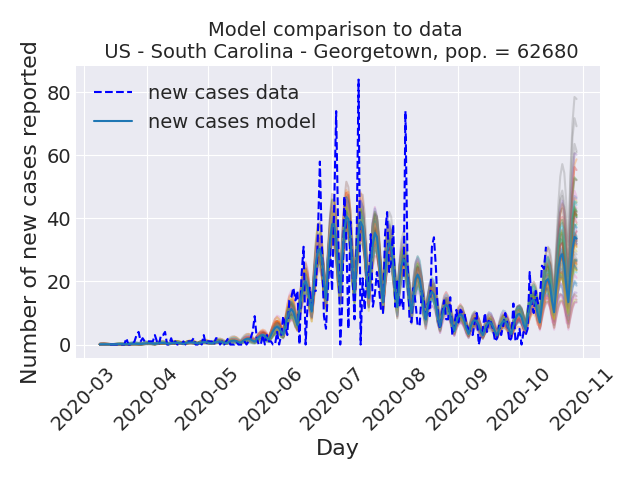 Model comparison to data
US - South Carolina - Georgetown, pop. = 62680
Number of new cases reported
80
60
40
20
0
new cases data
new cases model
2020-03
2020-04
2020-05
2020-06
2020-07
2020-08
2020-09
2020-10
2020-11
Day